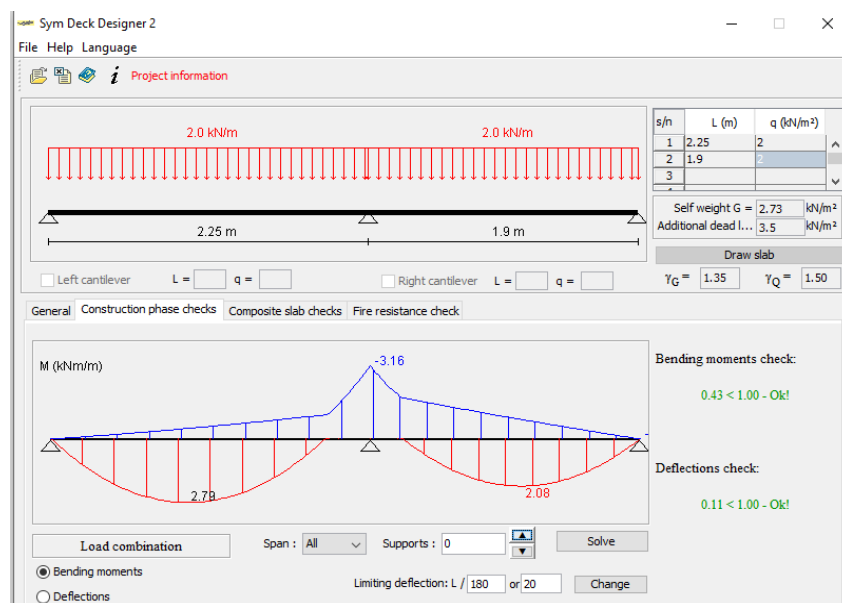 Sym Deck Designer 2
File Help Language
Project information
2.0 kN/m 2.0 kN/m
2.25 m 1.9 m
s/n L (m) q (kN/m²)
1 2.25 2
2 1.9 2
3
Self weight G = 2.73 kN/m²
Additional dead l... 3.5 kN/m²
Draw slab
Left cantilever L = q = Right cantilever L = q =
γG = 1.35 γQ = 1.50
General Construction phase checks Composite slab checks Fire resistance check
M (kNm/m)
-3.16
2.79 2.08
Bending moments check:
0.43 < 1.00 - Ok!
Deflections check:
0.11 < 1.00 - Ok!
Load combination Span : All Supports : 0 Solve
Bending moments
Deflections
Limiting deflection: L / 180 or 20 Change